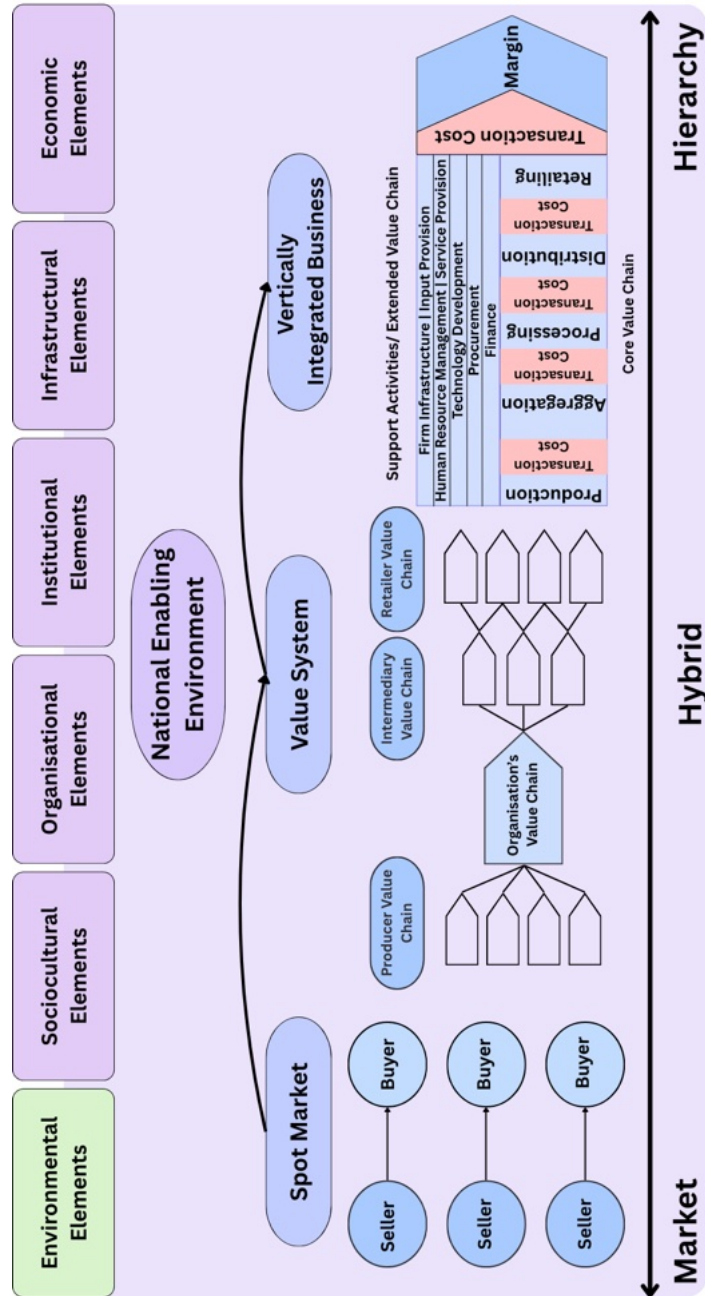 Environmental
Elements
Sociocultural
Elements
Organisational
Elements
Institutional
Elements
Infrastructural
Elements
Economic
Elements
National Enabling
Environment
Spot Market
Value System
Vertically
Integrated Business
Seller
Buyer
Seller
Buyer
Seller
Buyer
Producer Value
Chain
Intermediary
Value Chain
Retailer Value
Chain
Organisation's
Value Chain
Support Activities/ Extended Value Chain
Firm Infrastructure | Input Provision
Human Resource Management | Service Provision
Technology Development
Procurement
Finance
Production
Transaction
Cost
Aggregation
Transaction
Cost
Processing
Transaction
Cost
Distribution
Transaction
Cost
Retailing
Transaction Cost
Margin
Core Value Chain
Market
Hybrid
Hierarchy